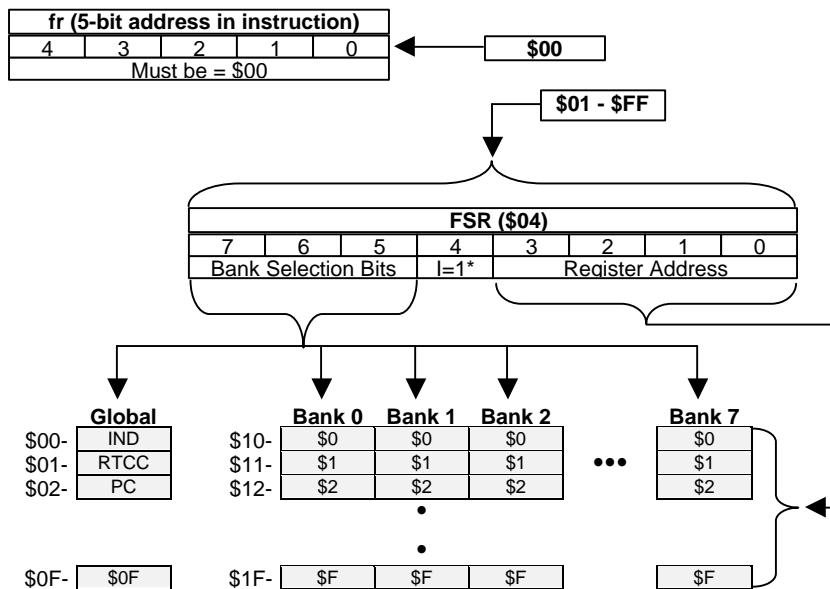 fr (5-bit address in instruction)
4 3 2 1 0
Must be = $00
$00
$01 - $FF
FSR ($04)
7 6 5 4 3 2 1 0
Bank Selection Bits I=1* Register Address
Global Bank 0 Bank 1 Bank 2 Bank 7
$00- IND $10- $0 $0 $0 $0
$01- RTCC $11- $1 $1 $1 ••• $1
$02- PC $12- $2 $2 $2 $2
•
•
$0F- $0F $1F- $F $F $F $F